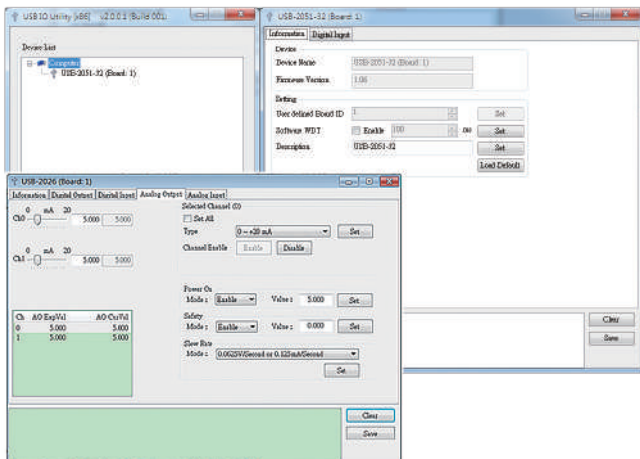 USB IO Utility [x86] v2.0.0.1 (Build 001)
Device List
Computer
USB-2051-32 (Board: 1)
USB-2051-32 (Board: 1)
Information Digital Input
Device
Device Name USB-2051-32 (Board: 1)
Firmware Version 1.06
Setting
User defined Board ID 1 Set
Software WDT Enable 100 ms Set
Description USB-2051-32 Set
Load Default
Clear
Save
USB-2026 (Board: 1)
Information Digital Output Digital Input Analog Output Analog Input
0 mA 20
Ch0 5.000 5.000
0 mA 20
Ch1 5.000 5.000
Ch AO ExpVal AO CurVal
0 5.000 5.000
1 5.000 5.000
Selected Channel (0)
Set All
Type 0 ~ +20 mA Set
Channel Enable Enable Disable
Power On
Mode : Enable Value : 5.000 Set
Safety
Mode : Enable Value : 0.000 Set
Slew Rate
Mode : 0.0625V/Second or 0.125mA/Second
Set
Clear
Save